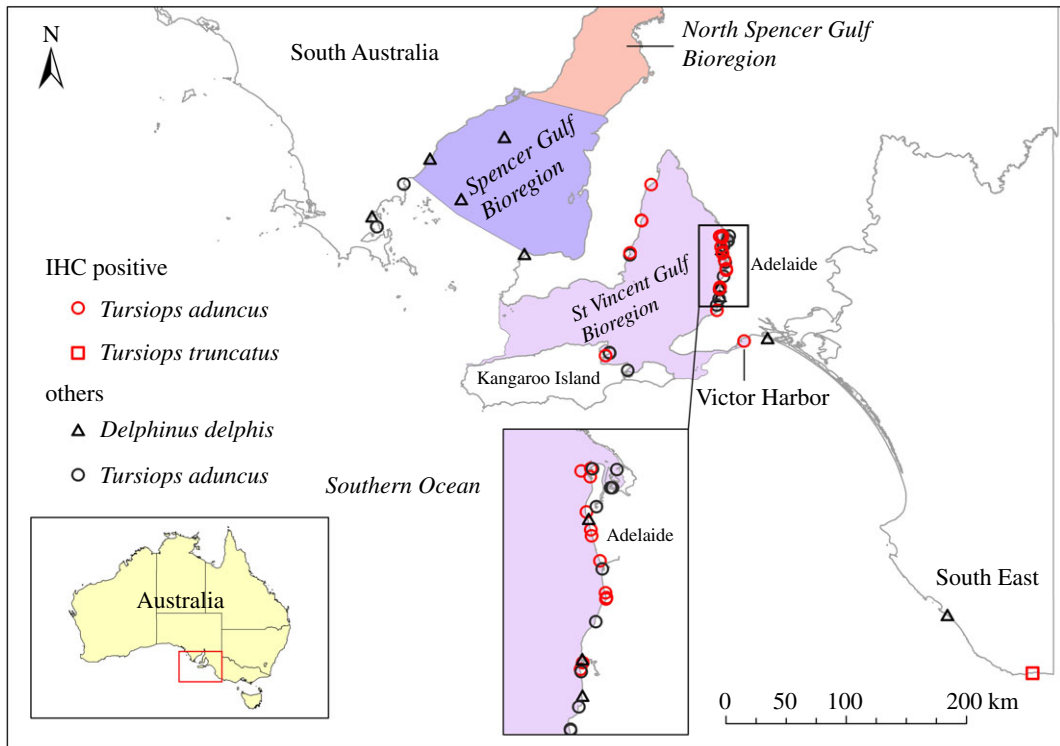 N
South Australia
North Spencer Gulf
Bioregion
Spencer Gulf
Bioregion
IHC positive
Tursiops aduncus
Tursiops truncatus
others
Delphinus delphis
Tursiops aduncus
St Vincent Gulf
Bioregion
Adelaide
Kangaroo Island
Victor Harbor
Southern Ocean
Adelaide
South East
Australia
0 50 100 200 km